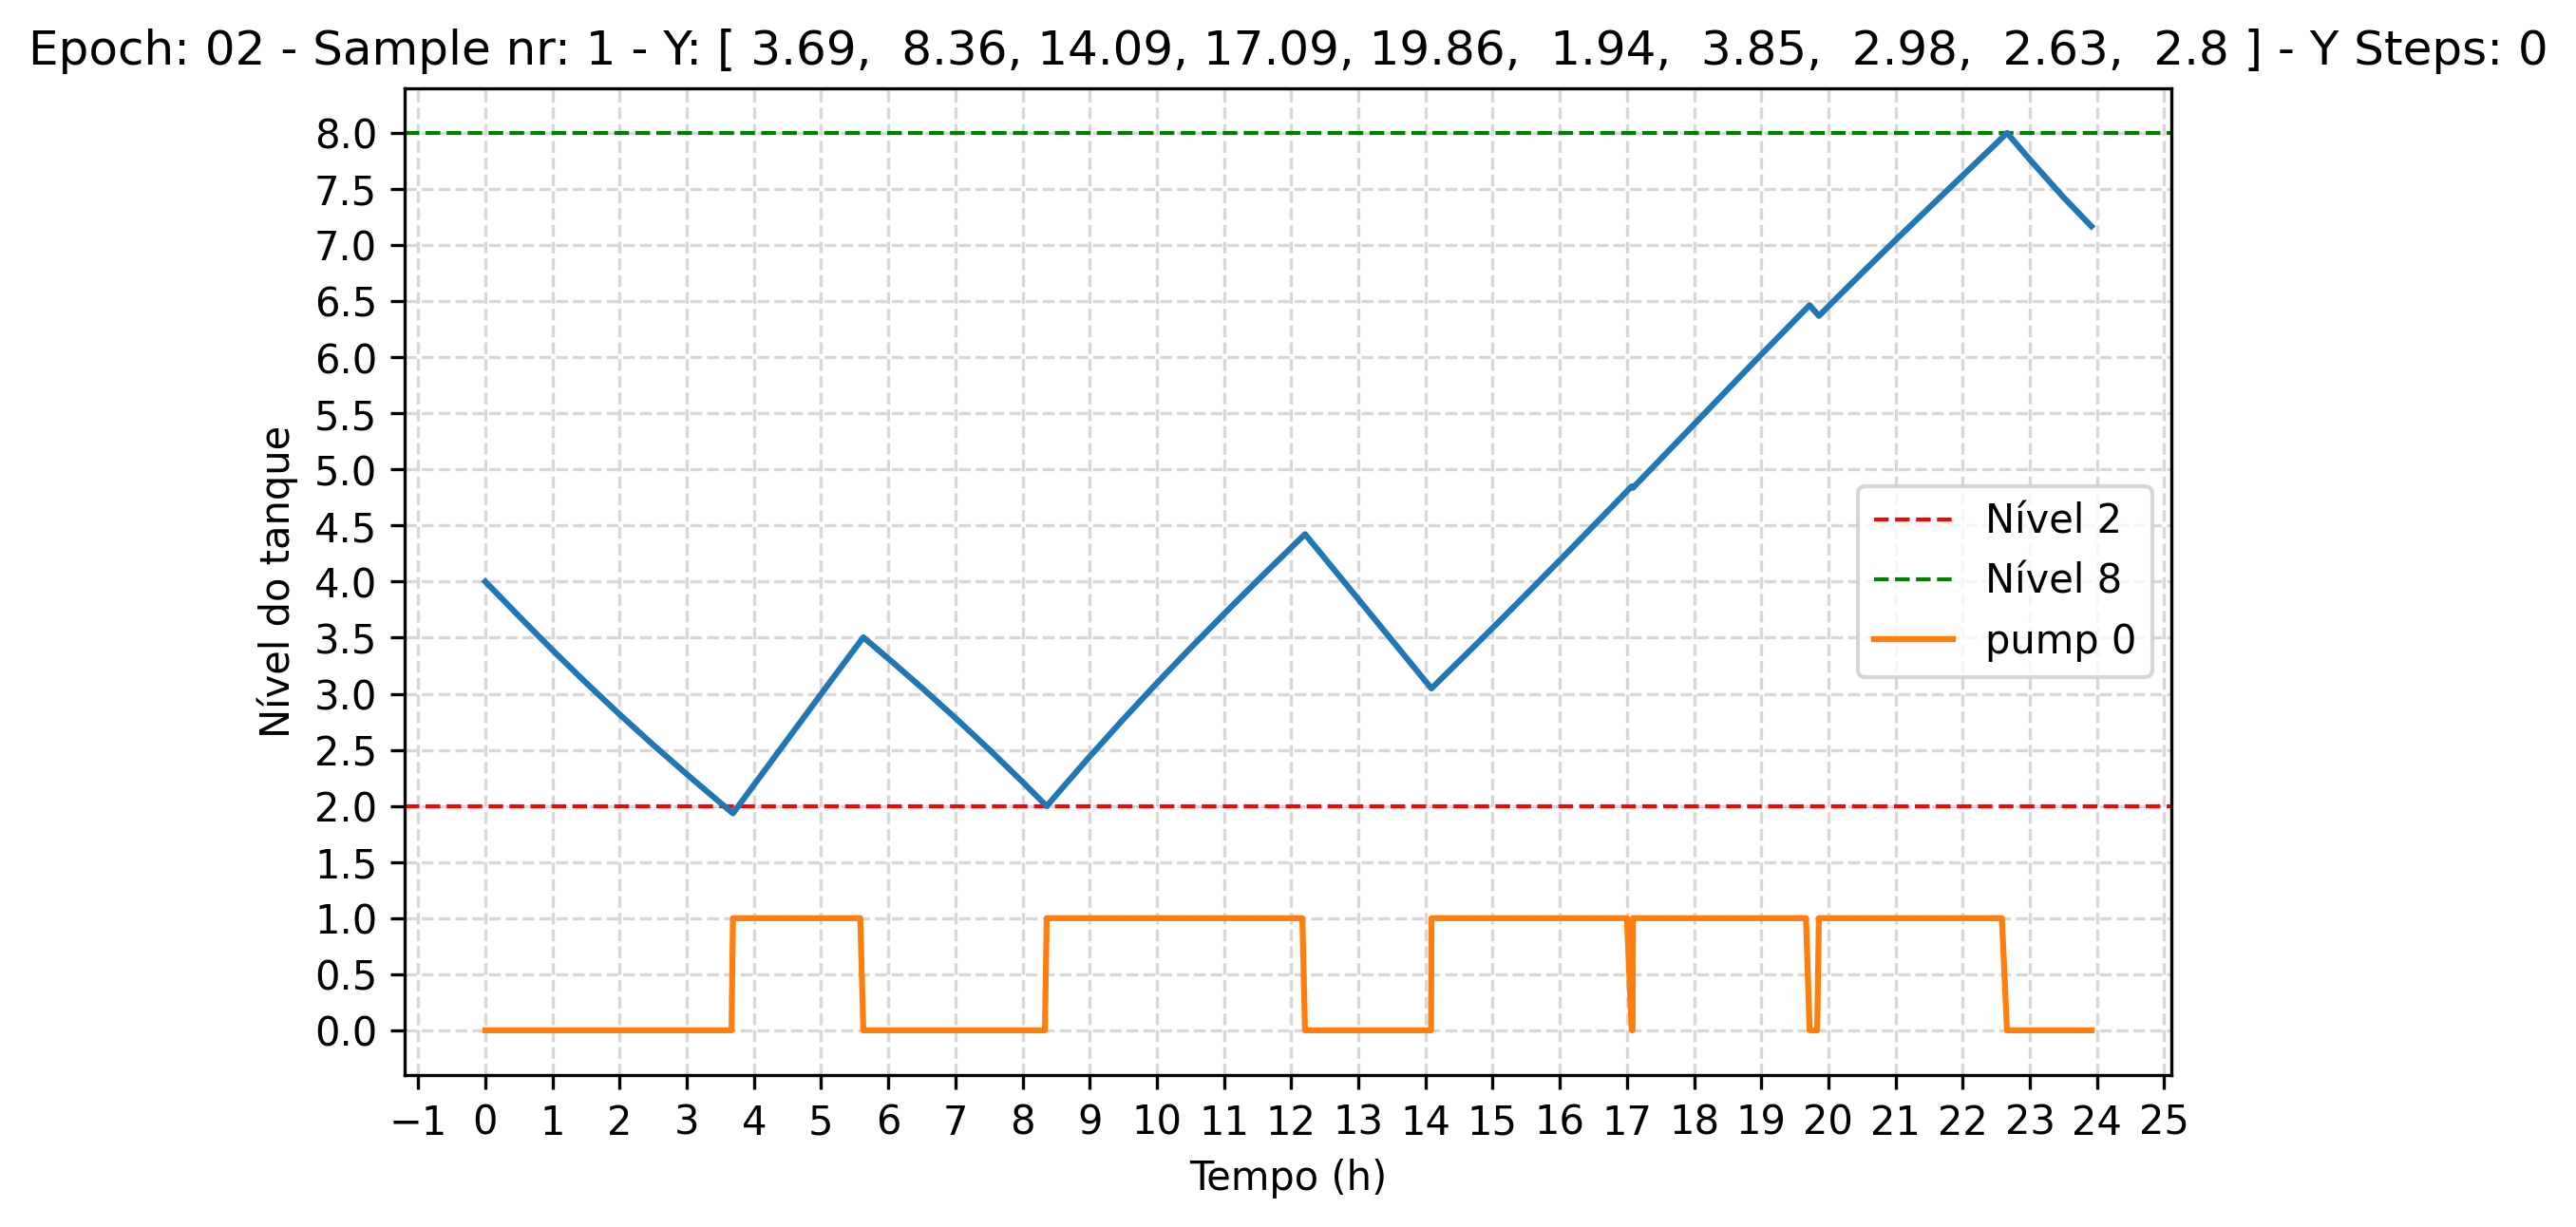 Epoch: 02 - Sample nr: 1 - Y: [ 3.69,  8.36, 14.09, 17.09, 19.86,  1.94,  3.85,  2.98,  2.63,  2.8 ] - Y Steps: 0
8.0
7.5
7.0
6.5
6.0
5.5
5.0
4.5
4.0
3.5
3.0
2.5
2.0
1.5
1.0
0.5
0.0
Nível do tanque
Nível 2
Nível 8
pump 0
−1 0 1 2 3 4 5 6 7 8 9 10 11 12 13 14 15 16 17 18 19 20 21 22 23 24 25
Tempo (h)